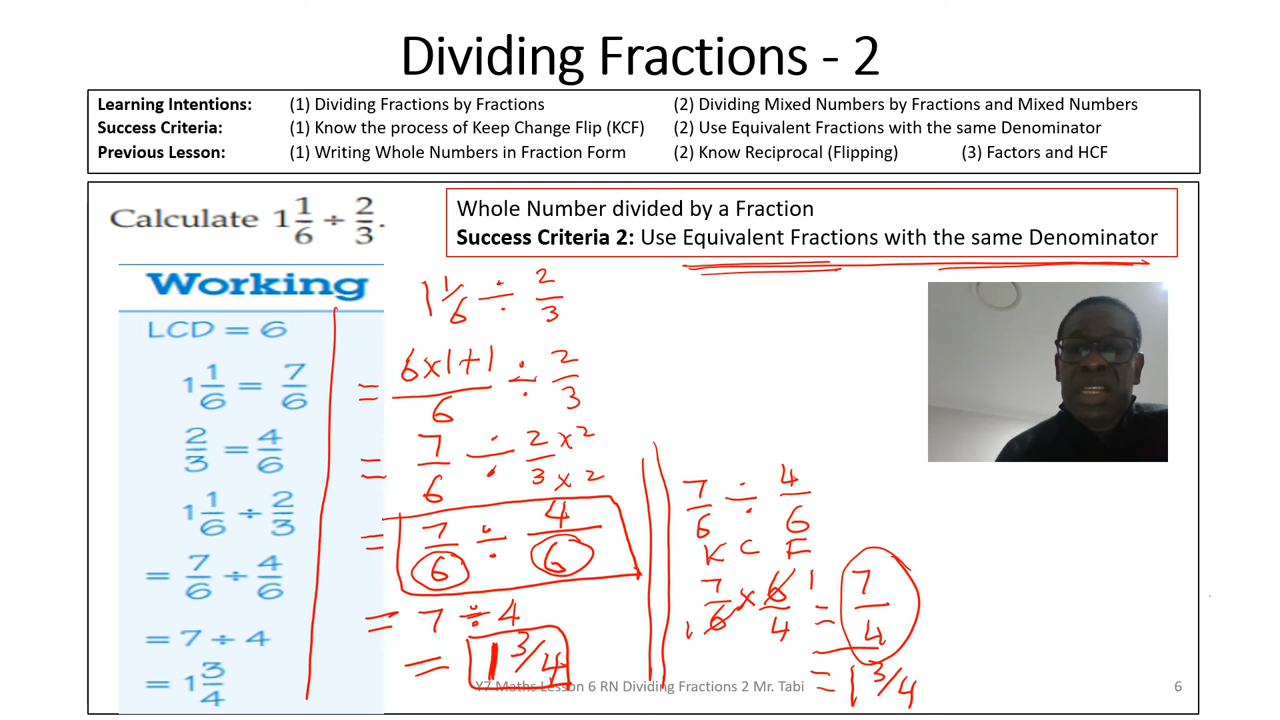 Dividing Fractions - 2
Learning Intentions: (1) Dividing Fractions by Fractions (2) Dividing Mixed Numbers by Fractions and Mixed Numbers
Success Criteria: (1) Know the process of Keep Change Flip (KCF) (2) Use Equivalent Fractions with the same Denominator
Previous Lesson: (1) Writing Whole Numbers in Fraction Form (2) Know Reciprocal (Flipping) (3) Factors and HCF
Calculate 1 1/6 ÷ 2/3.
Whole Number divided by a Fraction
Success Criteria 2: Use Equivalent Fractions with the same Denominator
Working
LCD = 6
1 1/6 = 7/6
2/3 = 4/6
1 1/6 ÷ 2/3
= 7/6 ÷ 4/6
= 7 ÷ 4
= 1 3/4
1 1/6 ÷ 2/3
= 6x1+1/6 ÷ 2/3
= 7/6 ÷ 2x2/3x2
= 7/6 ÷ 4/6
= 7 ÷ 4
= 1 3/4
7/6 ÷ 4/6
K C F
7/6 1 x 6/4 1 = 7/4
= 1 3/4
Y7 Maths Lesson 6 RN Dividing Fractions 2 Mr. Tabi
6